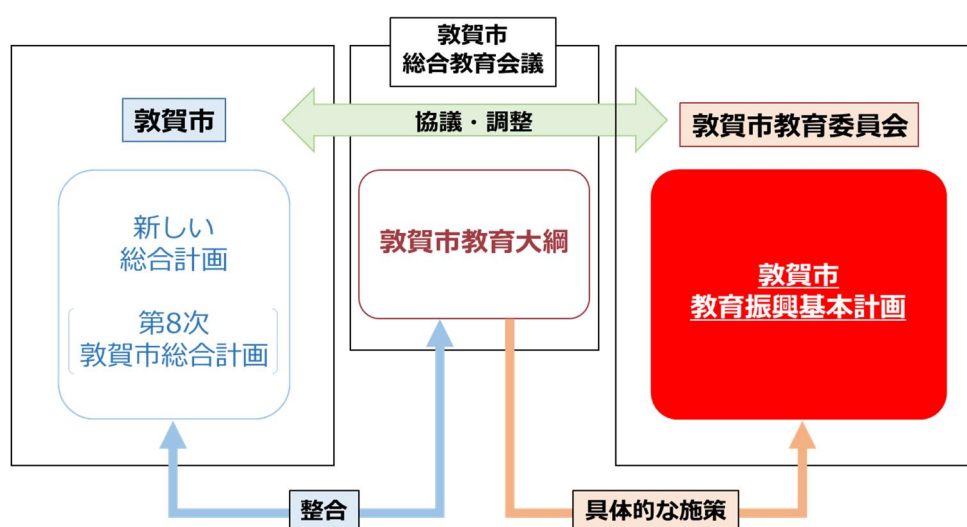 敦賀市
総合教育会議
敦賀市
協議・調整
敦賀市教育委員会
新しい
総合計画
第8次
敦賀市総合計画
敦賀市教育大綱
敦賀市
教育振興基本計画
整合
具体的な施策